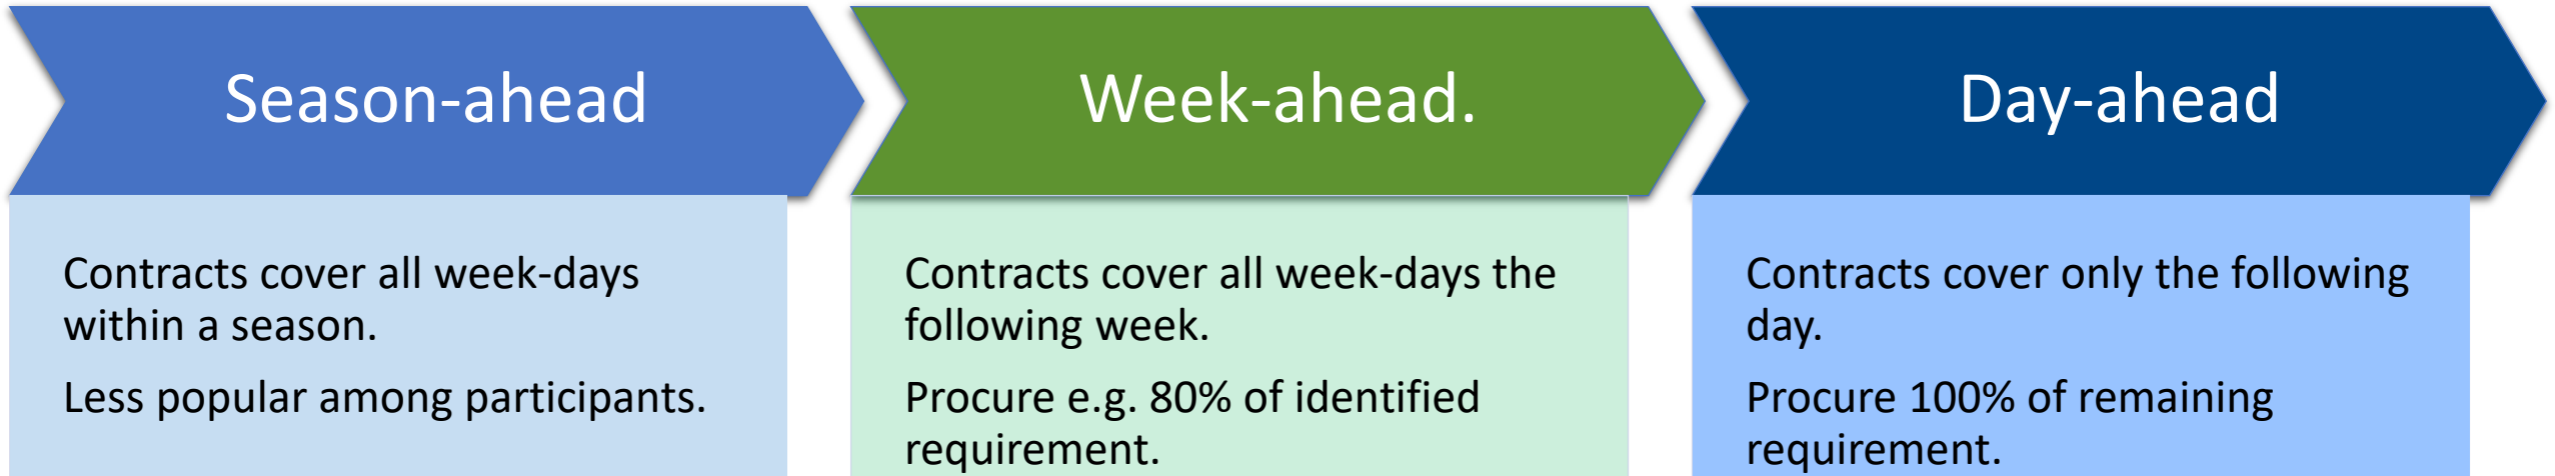 Season-ahead
Contracts cover all week-days
within a season.
Less popular among participants.
Week-ahead.
Contracts cover all week-days the
following week.
Procure e.g. 80% of identified
requirement.
Day-ahead
Contracts cover only the following
day.
Procure 100% of remaining
requirement.